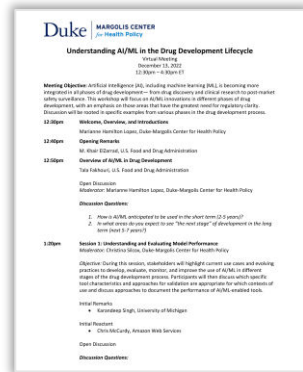 Duke MARGOLIS CENTER
for Health Policy
Understanding AI/ML in the Drug Development Lifecycle
Virtual Meeting
December 13, 2022
12:30pm – 4:30pm ET
Meeting Objective: Artificial intelligence (AI), including machine learning (ML), is becoming more
integrated in all phases of drug development— from drug discovery and clinical research to post-market
safety surveillance. This workshop will focus on AI/ML innovations in different phases of drug
development, with an emphasis on those areas that have the greatest need for regulatory clarity.
Discussion will be rooted in specific examples from various phases in the drug development process.
12:30pm Welcome, Overview, and Introductions
Marianne Hamilton Lopez, Duke-Margolis Center for Health Policy
12:40pm Opening Remarks
M. Khair ElZarrad, U.S. Food and Drug Administration
12:50pm Overview of AI/ML in Drug Development
Tala Fakhouri, U.S. Food and Drug Administration
Open Discussion
Moderator: Marianne Hamilton Lopez, Duke-Margolis Center for Health Policy
Discussion Questions:
1. How is AI/ML anticipated to be used in the short term (2-5 years)?
2. In what areas do you expect to see "the next stage" of development in the long
term (next 5-7 years)?
1:20pm Session 1: Understanding and Evaluating Model Performance
Moderator: Christina Silcox, Duke-Margolis Center for Health Policy
Objective: During this session, stakeholders will highlight current use cases and evolving
practices to develop, evaluate, monitor, and improve the use of AI/ML in different
stages of the drug development process. Participants will then discuss which specific
tool characteristics and approaches for validation are appropriate for which contexts of
use and discuss approaches to document the performance of AI/ML-enabled tools.
Initial Remarks
• Karandeep Singh, University of Michigan
Initial Reactant
• Chris McCurdy, Amazon Web Services
Open Discussion
Discussion Questions: